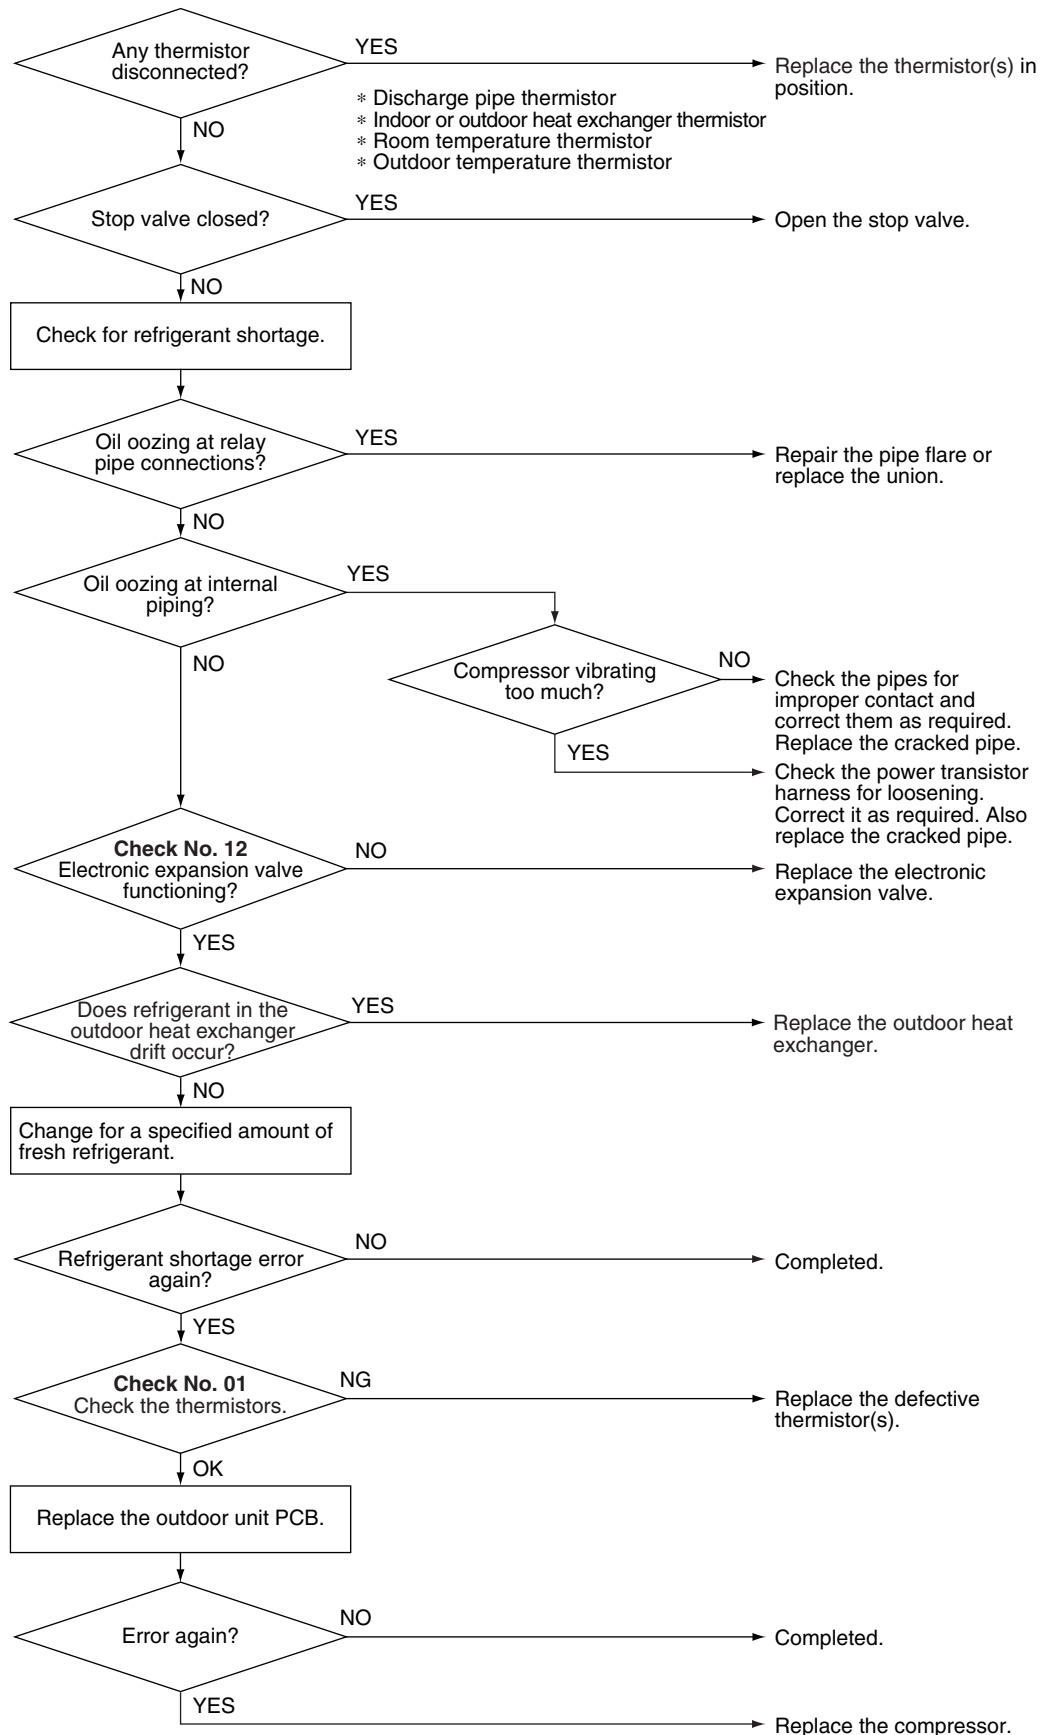 Any thermistor
disconnected?
YES
Replace the thermistor(s) in
position.
∗ Discharge pipe thermistor
∗ Indoor or outdoor heat exchanger thermistor
∗ Room temperature thermistor
∗ Outdoor temperature thermistor
NO
Stop valve closed?
YES
Open the stop valve.
NO
Check for refrigerant shortage.
Oil oozing at relay
pipe connections?
YES
Repair the pipe flare or
replace the union.
NO
Oil oozing at internal
piping?
YES
Compressor vibrating
too much?
NO
Check the pipes for
improper contact and
correct them as required.
Replace the cracked pipe.
YES
Check the power transistor
harness for loosening.
Correct it as required. Also
replace the cracked pipe.
NO
Check No. 12
Electronic expansion valve
functioning?
NO
Replace the electronic
expansion valve.
YES
Does refrigerant in the
outdoor heat exchanger
drift occur?
YES
Replace the outdoor heat
exchanger.
NO
Change for a specified amount of
fresh refrigerant.
Refrigerant shortage error
again?
NO
Completed.
YES
Check No. 01
Check the thermistors.
NG
Replace the defective
thermistor(s).
OK
Replace the outdoor unit PCB.
Error again?
NO
Completed.
YES
Replace the compressor.